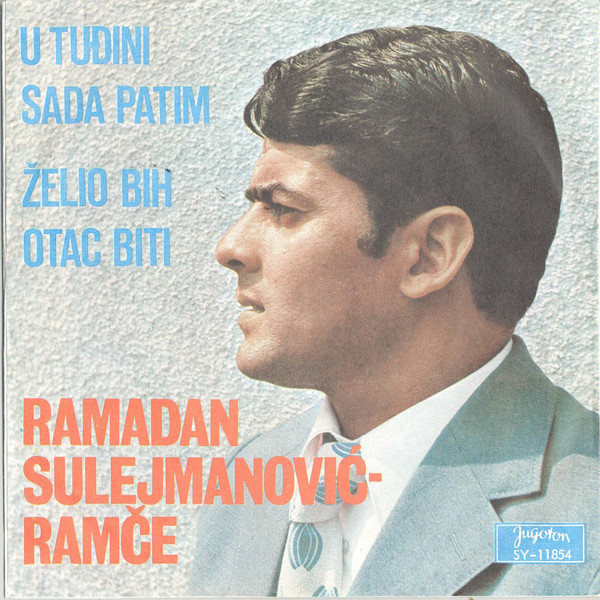 U TUĐINI
SADA PATIM
ŽELIO BIH
OTAC BITI
RAMADAN
SULEJMANOVIĆ-
RAMČE
Jugoton
SY-11854